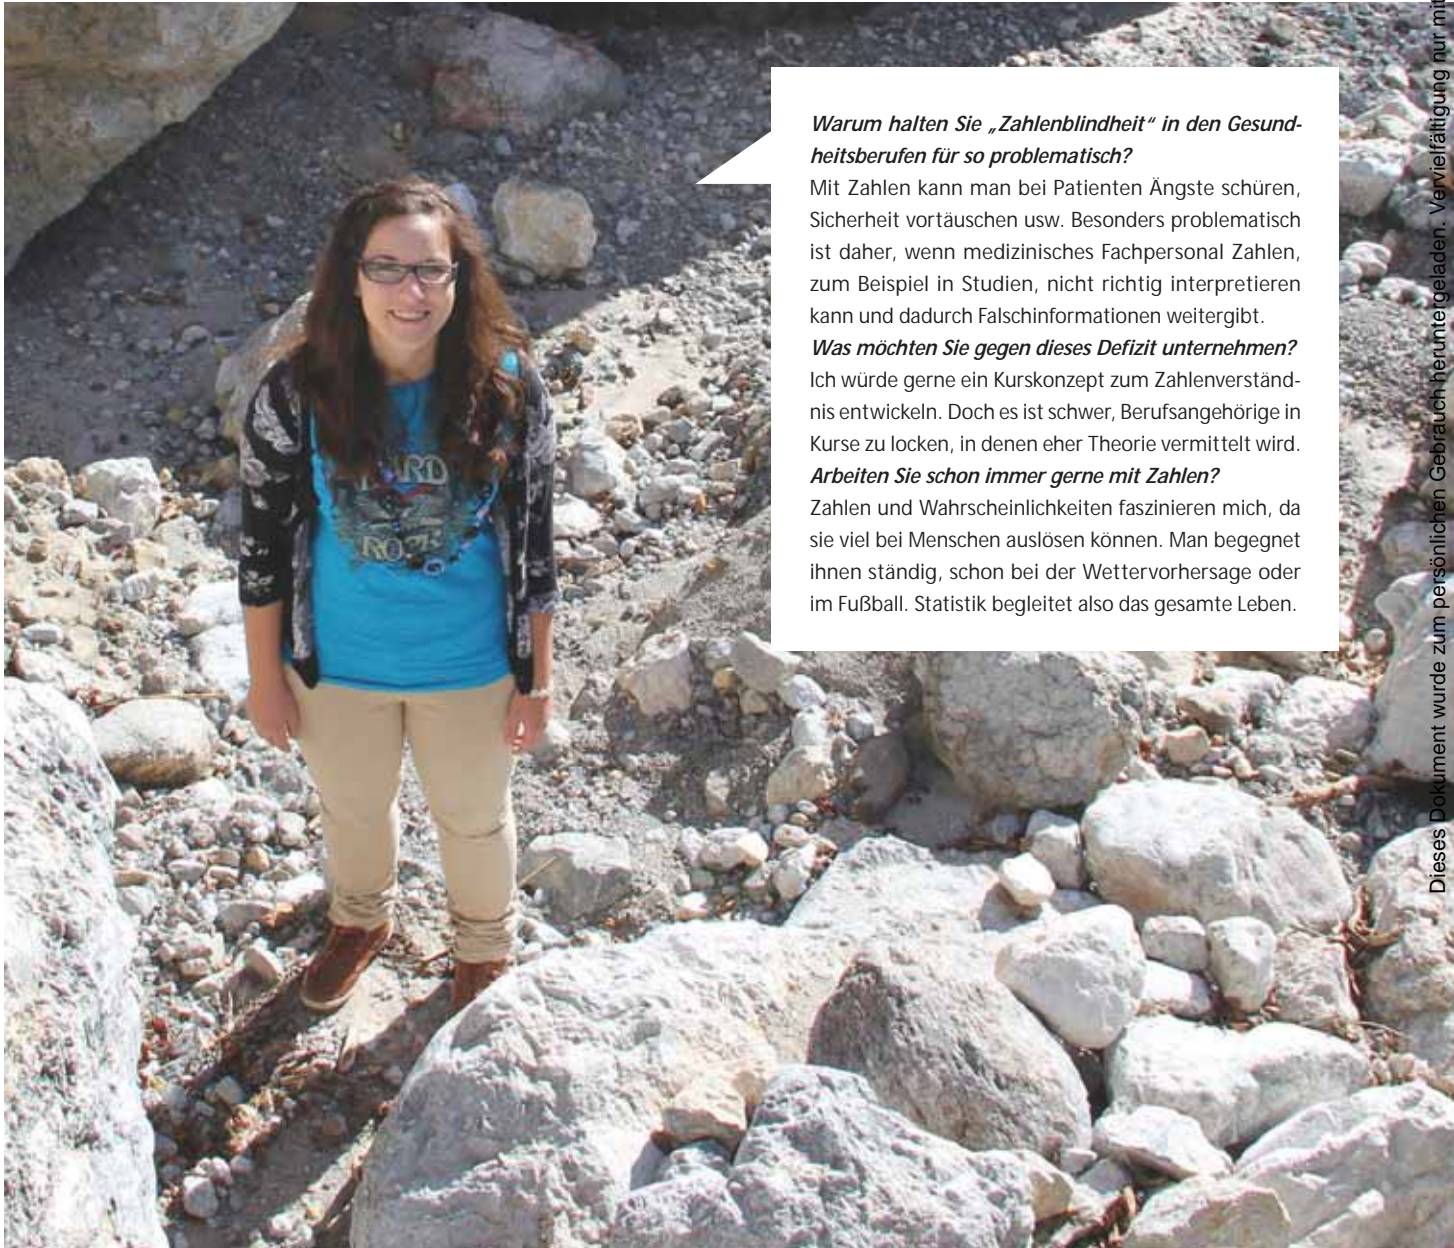 Warum halten Sie „Zahlenblindheit“ in den Gesund-
heitsberufen für so problematisch?
Mit Zahlen kann man bei Patienten Ängste schüren,
Sicherheit vortäuschen usw. Besonders problematisch
ist daher, wenn medizinisches Fachpersonal Zahlen,
zum Beispiel in Studien, nicht richtig interpretieren
kann und dadurch Falschinformationen weitergibt.
Was möchten Sie gegen dieses Defizit unternehmen?
Ich würde gerne ein Kurskonzept zum Zahlenverständ-
nis entwickeln. Doch es ist schwer, Berufsangehörige in
Kurse zu locken, in denen eher Theorie vermittelt wird.
Arbeiten Sie schon immer gerne mit Zahlen?
Zahlen und Wahrscheinlichkeiten faszinieren mich, da
sie viel bei Menschen auslösen können. Man begegnet
ihnen ständig, schon bei der Wettervorhersage oder
im Fußball. Statistik begleitet also das gesamte Leben.
Dieses Dokument wurde zum persönlichen Gebrauch heruntergeladen. Vervielfältigung nur mit